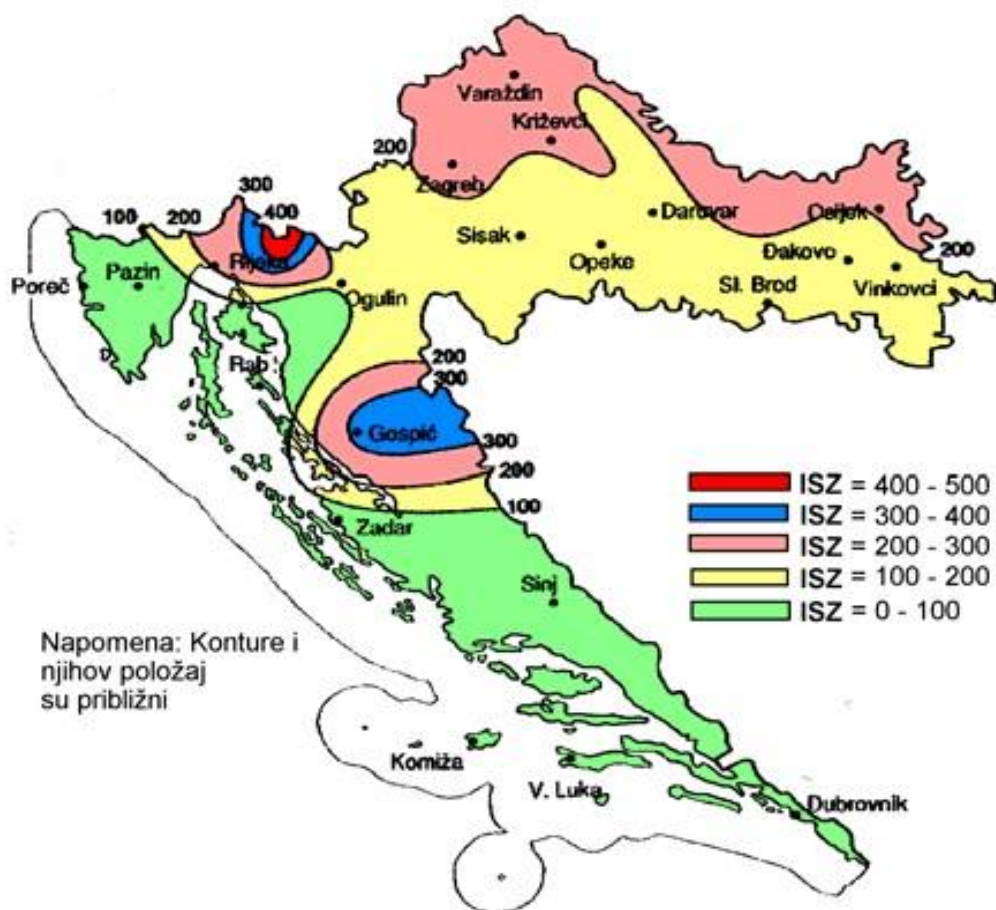 Varaždin
Križevci
200
Zagreb
300
100
200
400
Daruvar
Osijek
Sisak
Rijeka
Opeke
Đakovo
200
Poreč
Pazin
Ogulin
Sl. Brod
Vinkovci
200
300
Rab
Gospić
300
200
100
Zadar
ISZ = 400 - 500
ISZ = 300 - 400
ISZ = 200 - 300
ISZ = 100 - 200
ISZ = 0 - 100
Sinj
Napomena: Konture i
njihov položaj
su približni
Komiža
V. Luka
Dubrovnik